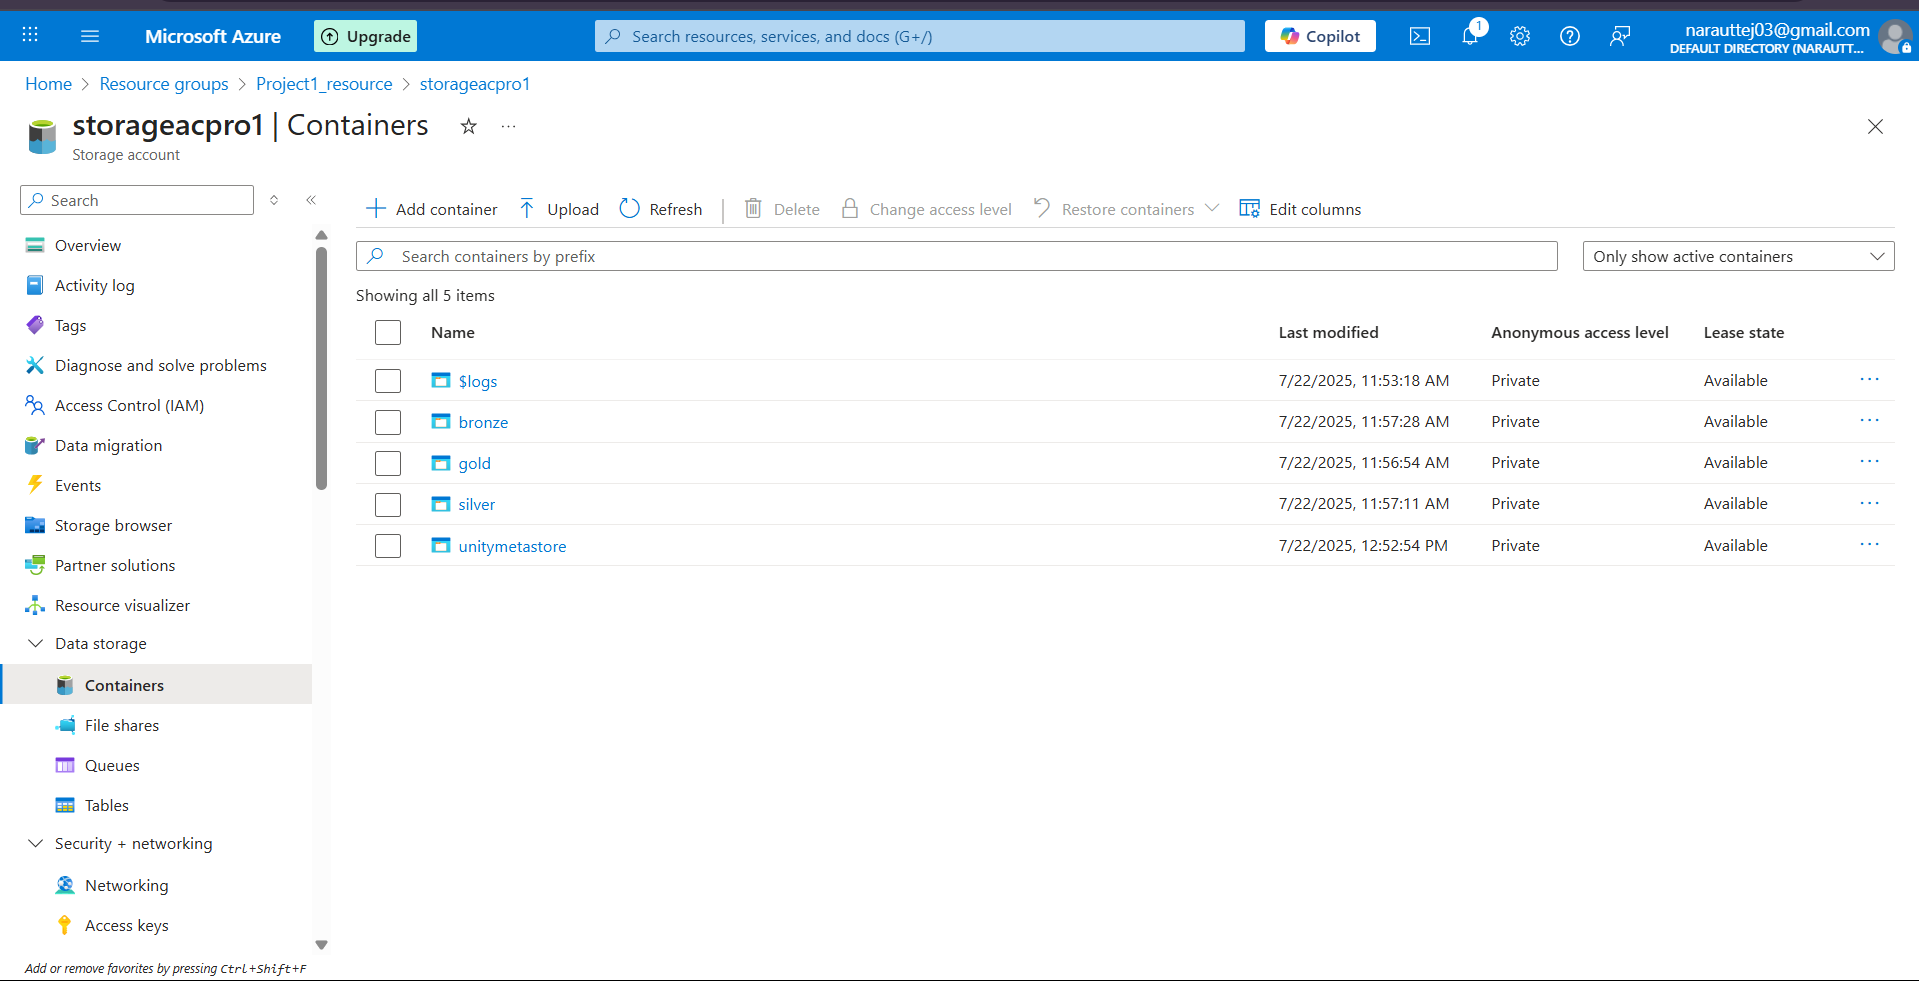 Microsoft Azure
Upgrade
Search resources, services, and docs (G+/)
Copilot
1
narauttej03@gmail.com
DEFAULT DIRECTORY (NARAUTT...
Home > Resource groups > Project1_resource > storageacpro1
storageacpro1 | Containers
Storage account
Search
Overview
Activity log
Tags
Diagnose and solve problems
Access Control (IAM)
Data migration
Events
Storage browser
Partner solutions
Resource visualizer
Data storage
Containers
File shares
Queues
Tables
Security + networking
Networking
Access keys
Add or remove favorites by pressing Ctrl+Shift+F
Add container Upload Refresh Delete Change access level Restore containers Edit columns
Search containers by prefix
Only show active containers
Showing all 5 items
Name Last modified Anonymous access level Lease state
$logs 7/22/2025, 11:53:18 AM Private Available
bronze 7/22/2025, 11:57:28 AM Private Available
gold 7/22/2025, 11:56:54 AM Private Available
silver 7/22/2025, 11:57:11 AM Private Available
unitymetastore 7/22/2025, 12:52:54 PM Private Available